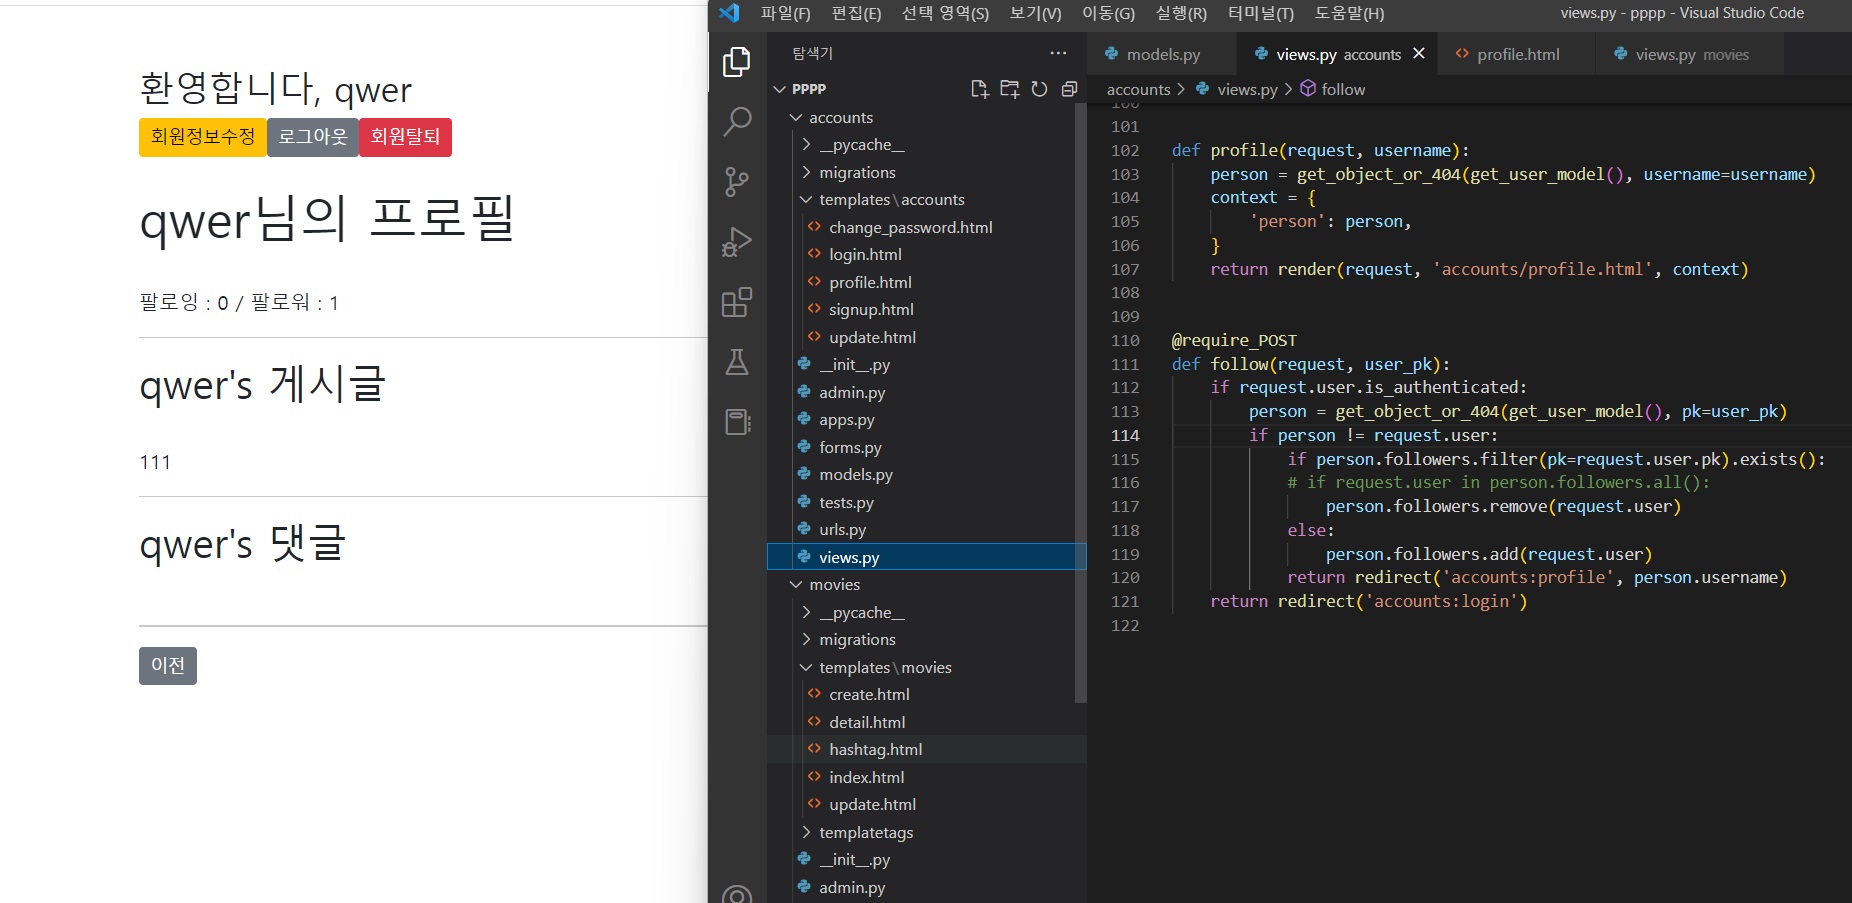 환영합니다, qwer
회원정보수정 로그아웃 회원탈퇴
qwer님의 프로필
팔로잉 : 0 / 팔로워 : 1
qwer's 게시글
111
qwer's 댓글
이전
파일(F) 편집(E) 선택 영역(S) 보기(V) 이동(G) 실행(R) 터미널(T) 도움말(H) views.py - pppp - Visual Studio Code
탐색기 ···
PPPP
accounts
__pycache__
migrations
templates\accounts
change_password.html
login.html
profile.html
signup.html
update.html
__init__.py
admin.py
apps.py
forms.py
models.py
tests.py
urls.py
views.py
movies
__pycache__
migrations
templates\movies
create.html
detail.html
hashtag.html
index.html
update.html
templatetags
__init__.py
admin.py
models.py views.py accounts × profile.html views.py movies
accounts > views.py > follow
100
101
102 def profile(request, username):
103 person = get_object_or_404(get_user_model(), username=username)
104 context = {
105 'person': person,
106 }
107 return render(request, 'accounts/profile.html', context)
108
109
110 @require_POST
111 def follow(request, user_pk):
112 if request.user.is_authenticated:
113 person = get_object_or_404(get_user_model(), pk=user_pk)
114 if person != request.user:
115 if person.followers.filter(pk=request.user.pk).exists():
116 # if request.user in person.followers.all():
117 person.followers.remove(request.user)
118 else:
119 person.followers.add(request.user)
120 return redirect('accounts:profile', person.username)
121 return redirect('accounts:login')
122